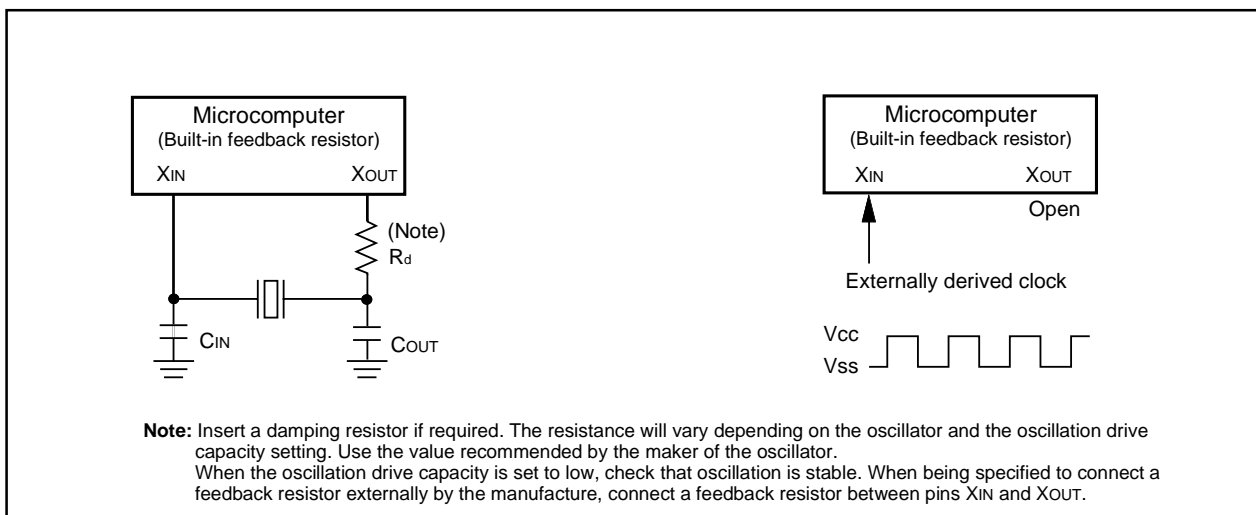 Microcomputer
(Built-in feedback resistor)
XIN XOUT
(Note)
Rd
CIN
COUT
Microcomputer
(Built-in feedback resistor)
XIN XOUT
Open
Externally derived clock
Vcc
Vss
Note: Insert a damping resistor if required. The resistance will vary depending on the oscillator and the oscillation drive
capacity setting. Use the value recommended by the maker of the oscillator.
When the oscillation drive capacity is set to low, check that oscillation is stable. When being specified to connect a
feedback resistor externally by the manufacture, connect a feedback resistor between pins XIN and XOUT.